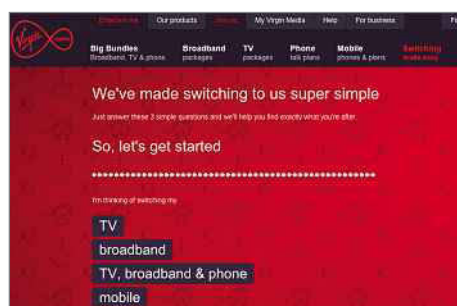 Our products My Virgin Media Help For business
Virgin
Big Bundles Broadband TV Phone Mobile Switching
Broadband, TV & phone packages packages talk plans phones & plans made easy
We've made switching to us super simple
Just answer these 3 simple questions and we'll help you find exactly what you're after.
So, let's get started
I'm thinking of switching my
TV
broadband
TV, broadband & phone
mobile